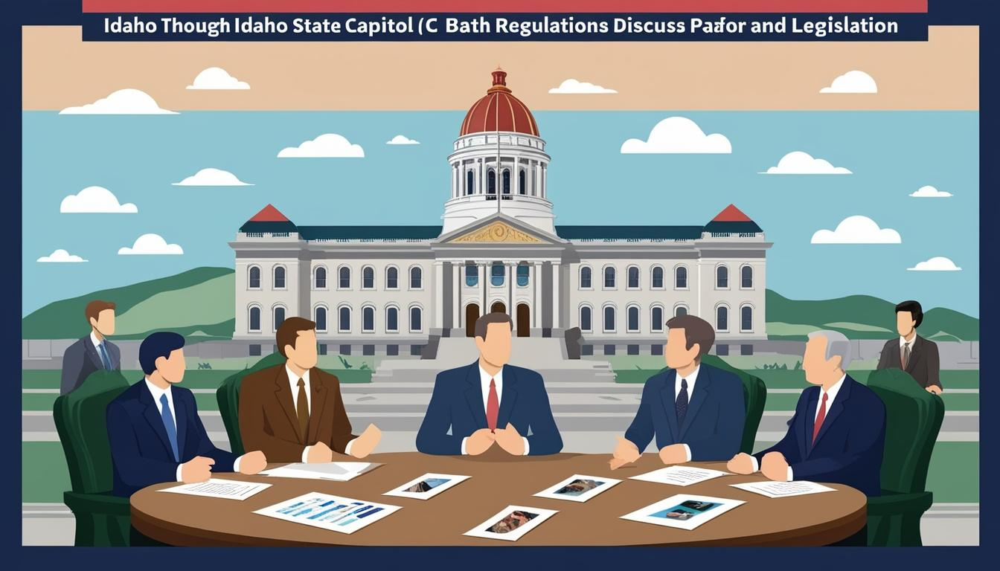 Idaho Though Idaho State Capitol (C Bath Regulations Discuss Pafor and Legislation